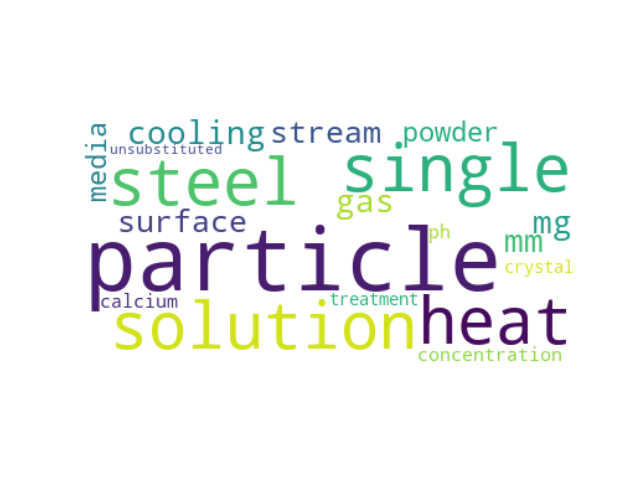 cooling stream powder
media
unsubstituted
steel single
gas
surface mg
ph mm
particle
crystal
calcium treatment
solution heat
concentration